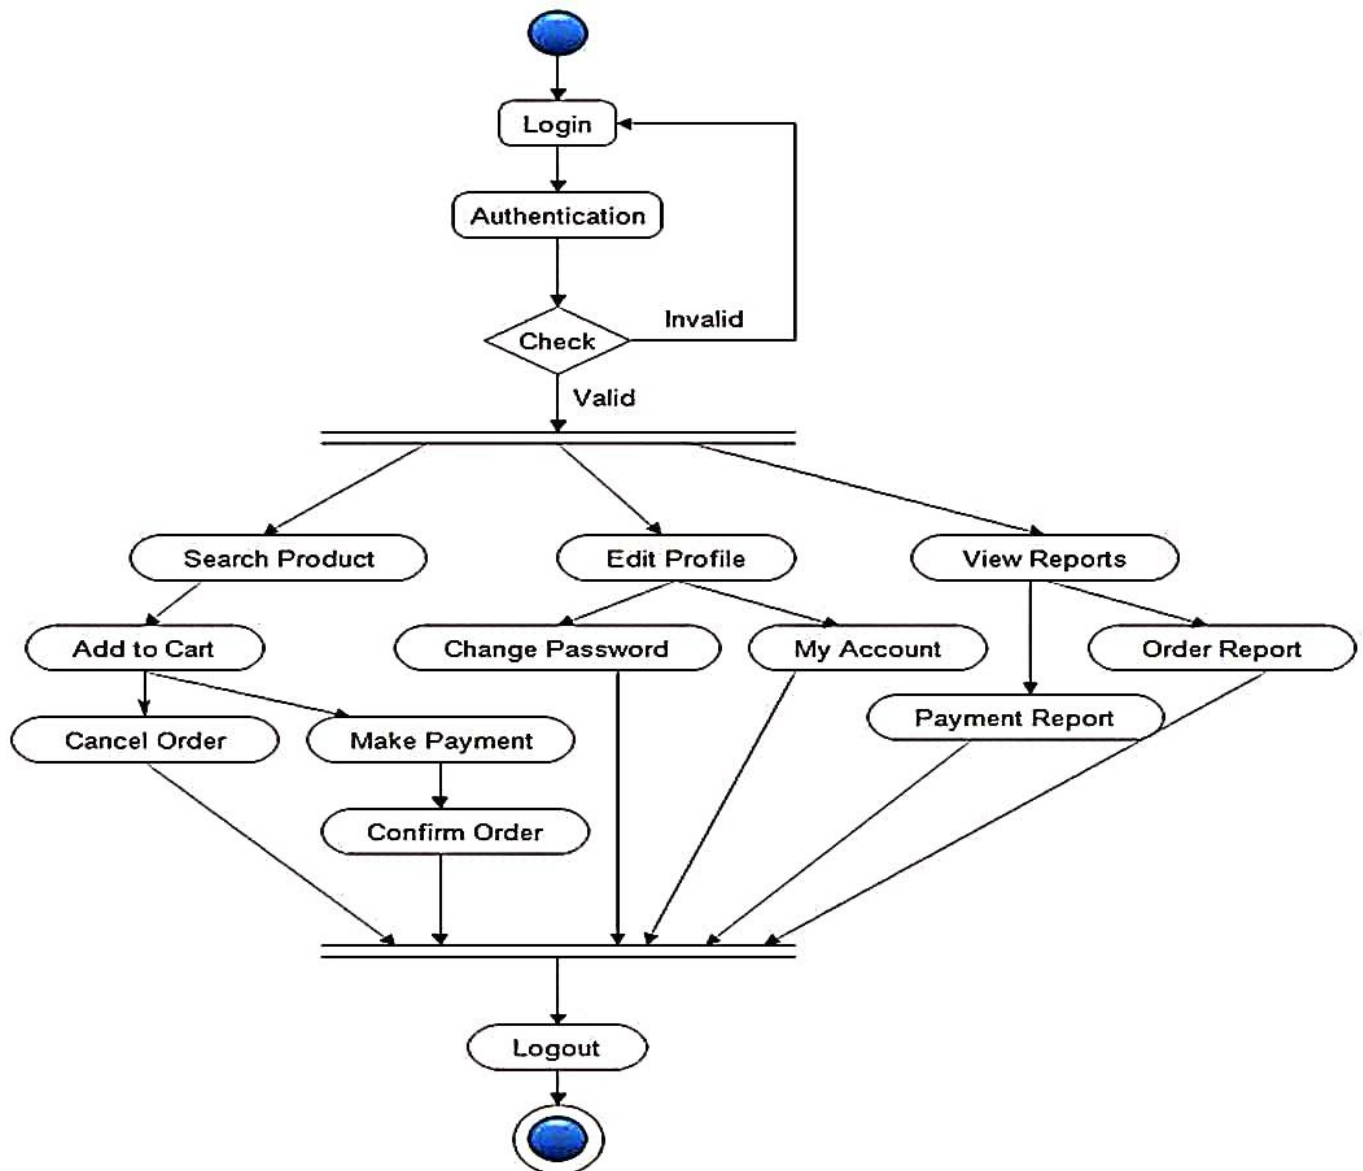 Login
Authentication
Check
Invalid
Valid
Search Product
Edit Profile
View Reports
Add to Cart
Change Password
My Account
Order Report
Cancel Order
Make Payment
Payment Report
Confirm Order
Logout